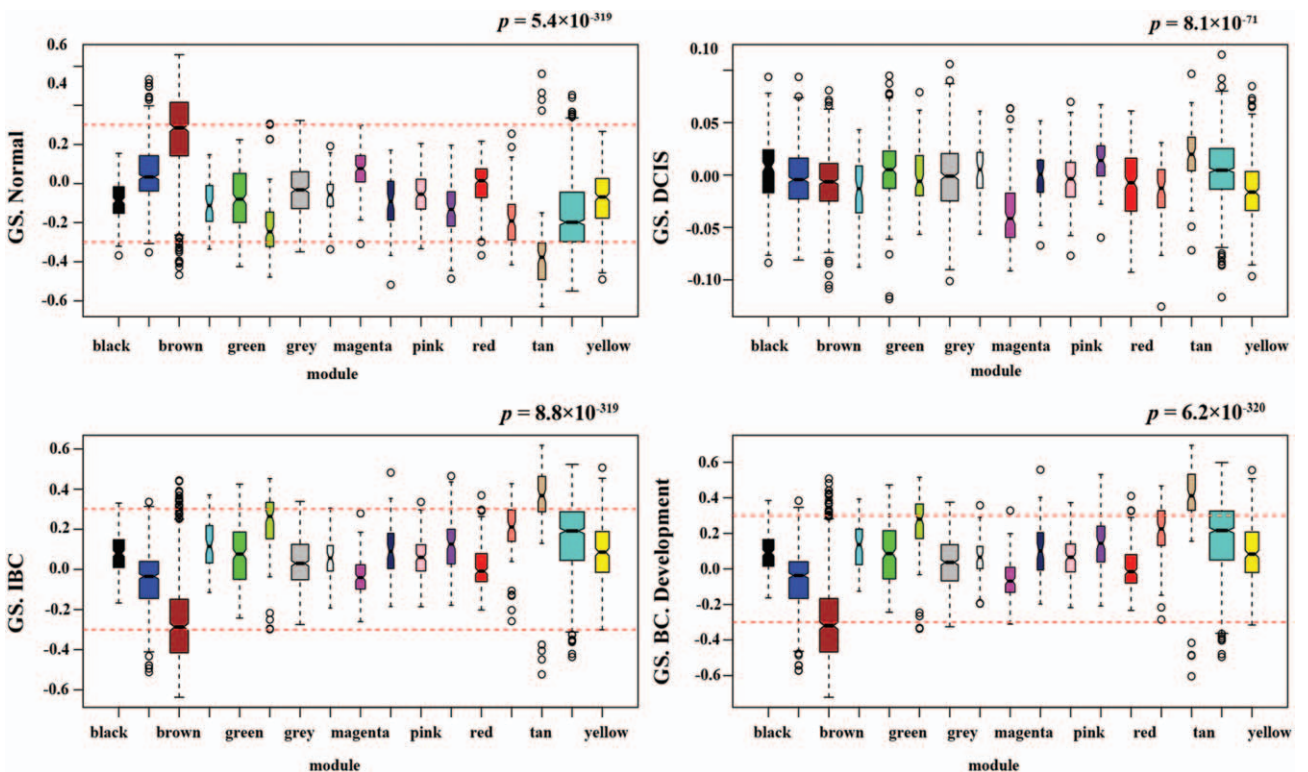 p = 5.4×10-319
GS. Normal
0.6
0.4
0.2
0.0
-0.2
-0.4
-0.6
black brown green grey magenta pink red tan yellow
module
p = 8.1×10-71
GS. DCIS
0.10
0.05
0.00
-0.05
-0.10
black brown green grey magenta pink red tan yellow
module
p = 8.8×10-319
GS. IBC
0.6
0.4
0.2
0.0
-0.2
-0.4
-0.6
black brown green grey magenta pink red tan yellow
module
p = 6.2×10-320
GS. BC. Development
0.6
0.4
0.2
0.0
-0.2
-0.4
-0.6
black brown green grey magenta pink red tan yellow
module